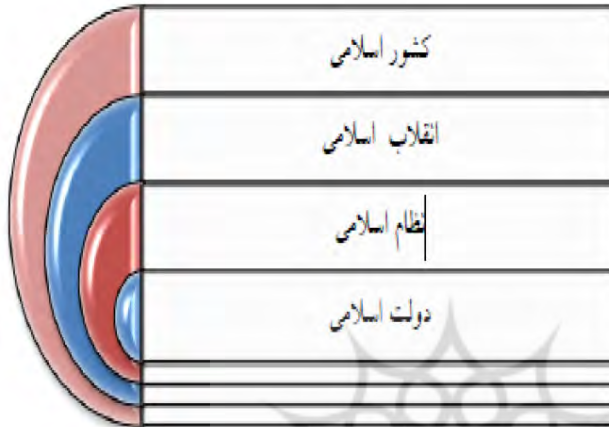 کشور اسلامی
انقلاب اسلامی
نظام اسلامی
دولت اسلامی